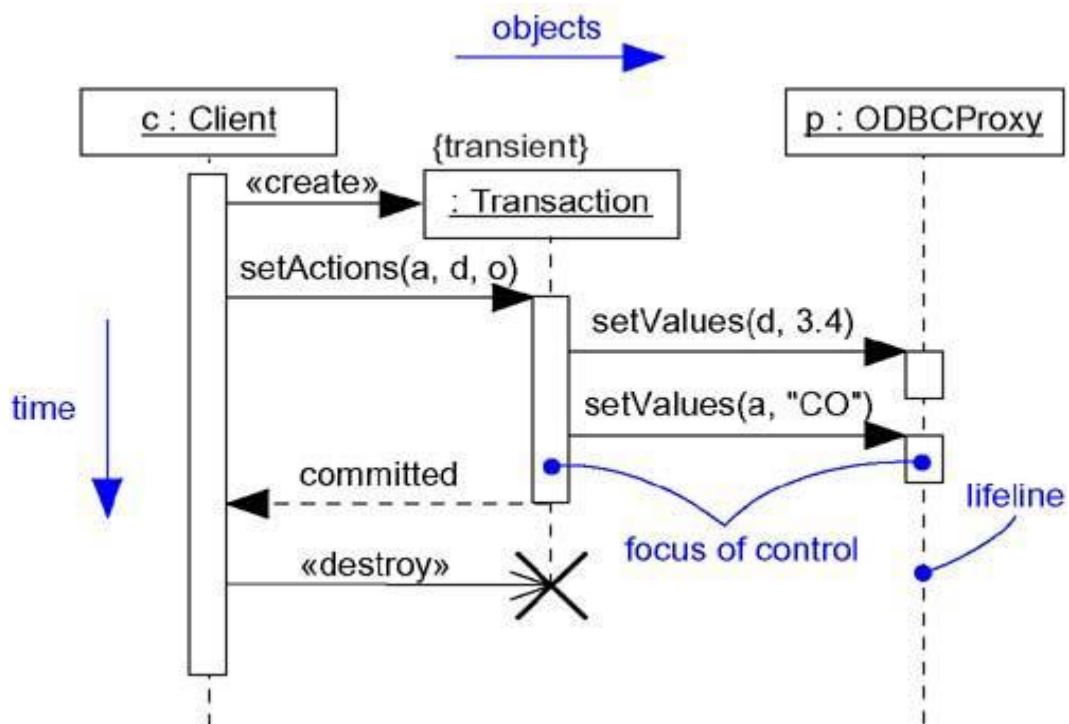 objects
c : Client
p : ODBCProxy
{transient}
«create»
: Transaction
setActions(a, d, o)
setValues(d, 3.4)
time
setValues(a, "CO")
committed
lifeline
focus of control
«destroy»